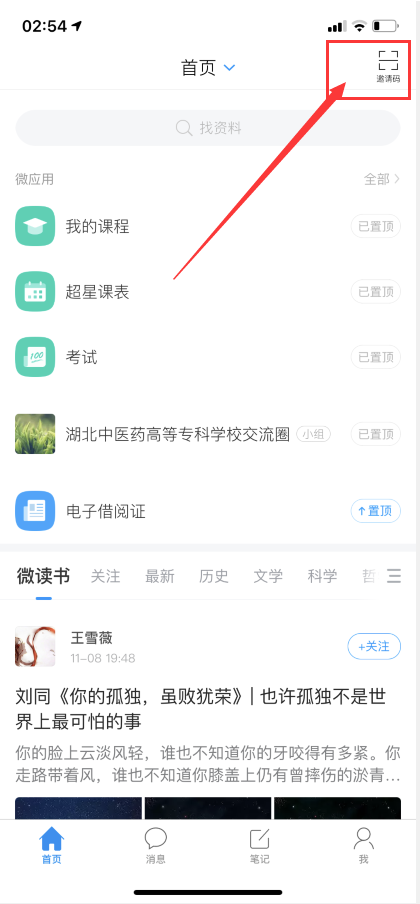 02:54
首页
邀请码
找资料
微应用
全部
我的课程
已置顶
超星课表
已置顶
100
考试
已置顶
湖北中医药高等专科学校交流圈
小组
已置顶
电子借阅证
置顶
微读书 关注 最新 历史 文学 科学 哲
王雪薇
11-08 19:48
+关注
刘同《你的孤独，虽败犹荣》| 也许孤独不是世
界上最可怕的事
你的脸上云淡风轻，谁也不知道你的牙咬得有多紧。你
走路带着风，谁也不知道你膝盖上仍有曾摔伤的淤青...
首页 消息 笔记 我